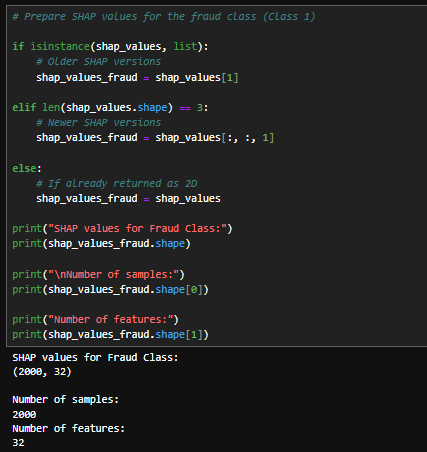 # Prepare SHAP values for the fraud class (Class 1)
if isinstance(shap_values, list):
# Older SHAP versions
shap_values_fraud = shap_values[1]
elif len(shap_values.shape) == 3:
# Newer SHAP versions
shap_values_fraud = shap_values[:, :, 1]
else:
# If already returned as 2D
shap_values_fraud = shap_values
print("SHAP values for Fraud Class:")
print(shap_values_fraud.shape)
print("\nNumber of samples:")
print(shap_values_fraud.shape[0])
print("Number of features:")
print(shap_values_fraud.shape[1])
SHAP values for Fraud Class:
(2000, 32)
Number of samples:
2000
Number of features:
32